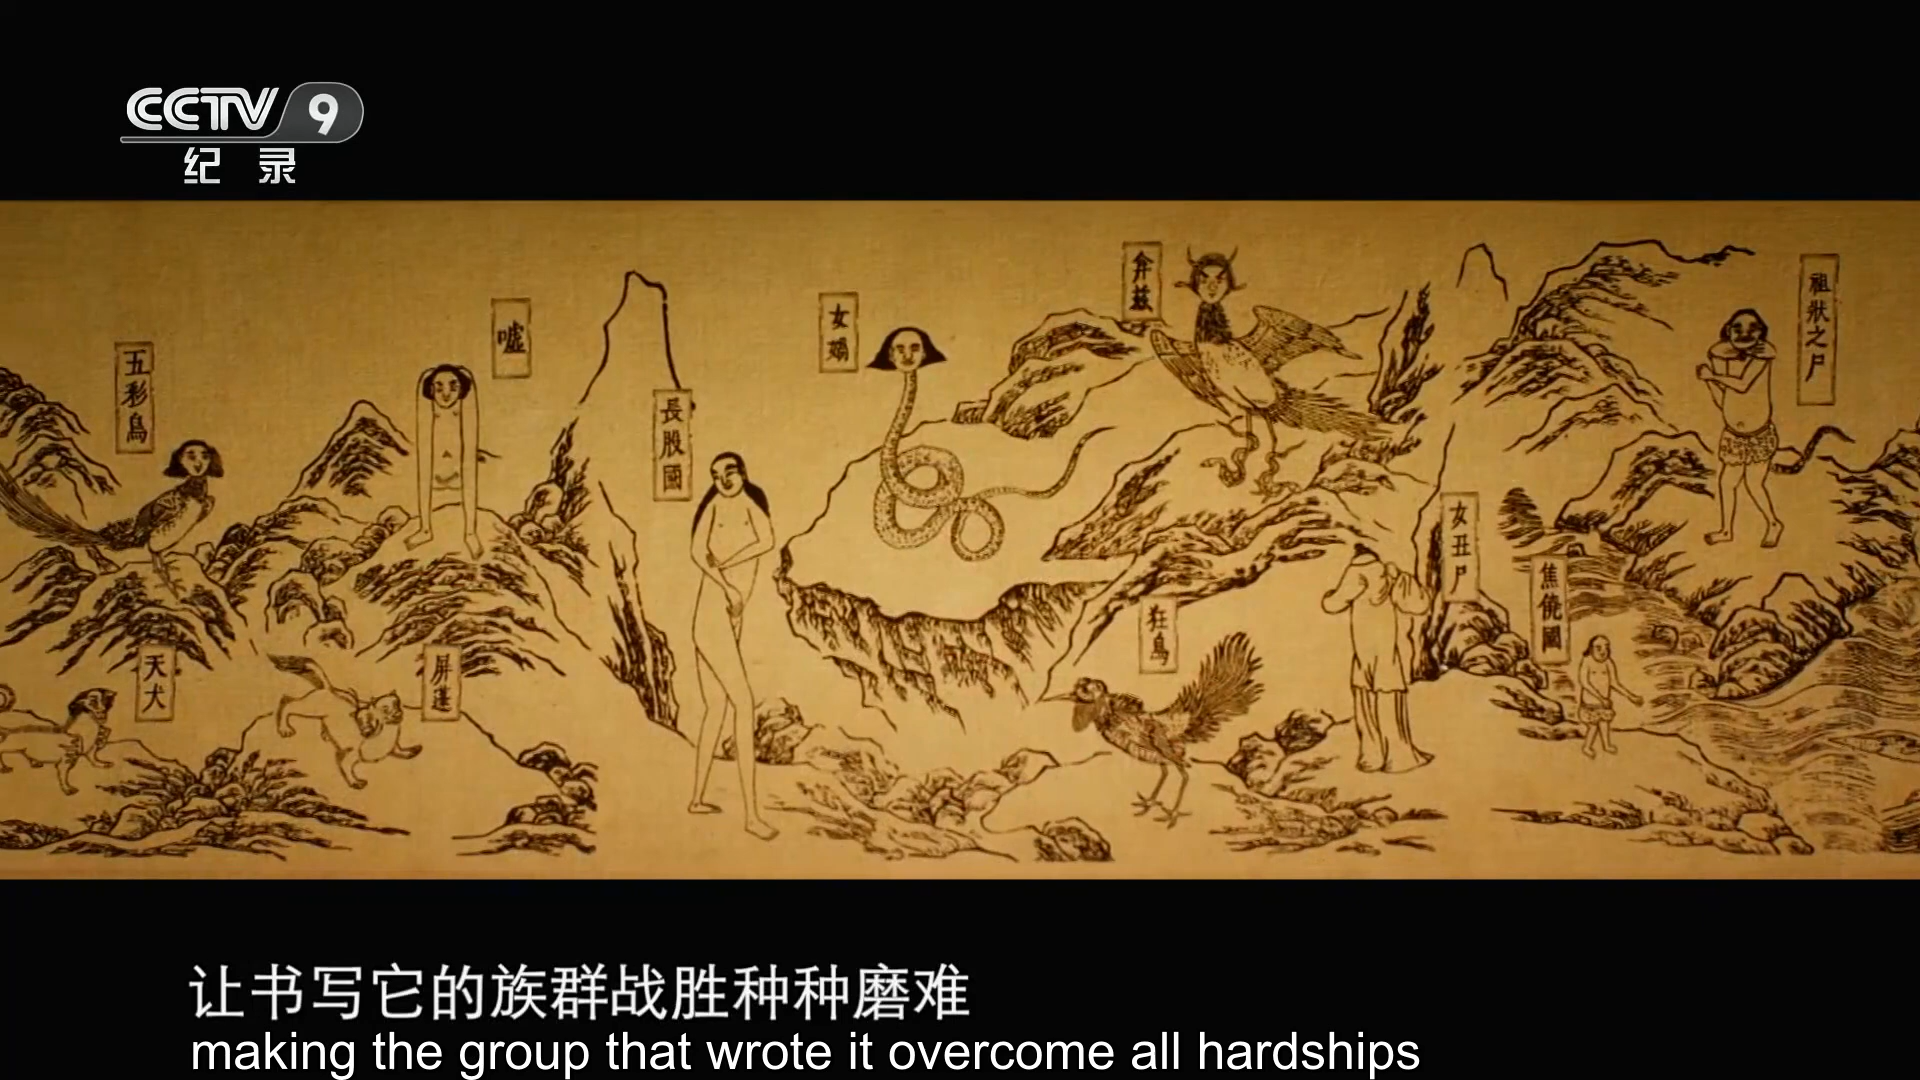 CCTV 9
纪 录
五彩鳥
噓
長股國
女媧
弇茲
祖狀之尸
天犬
屏蓬
狂鳥
女丑尸
焦僥國
让书写它的族群战胜种种磨难
making the group that wrote it overcome all hardships